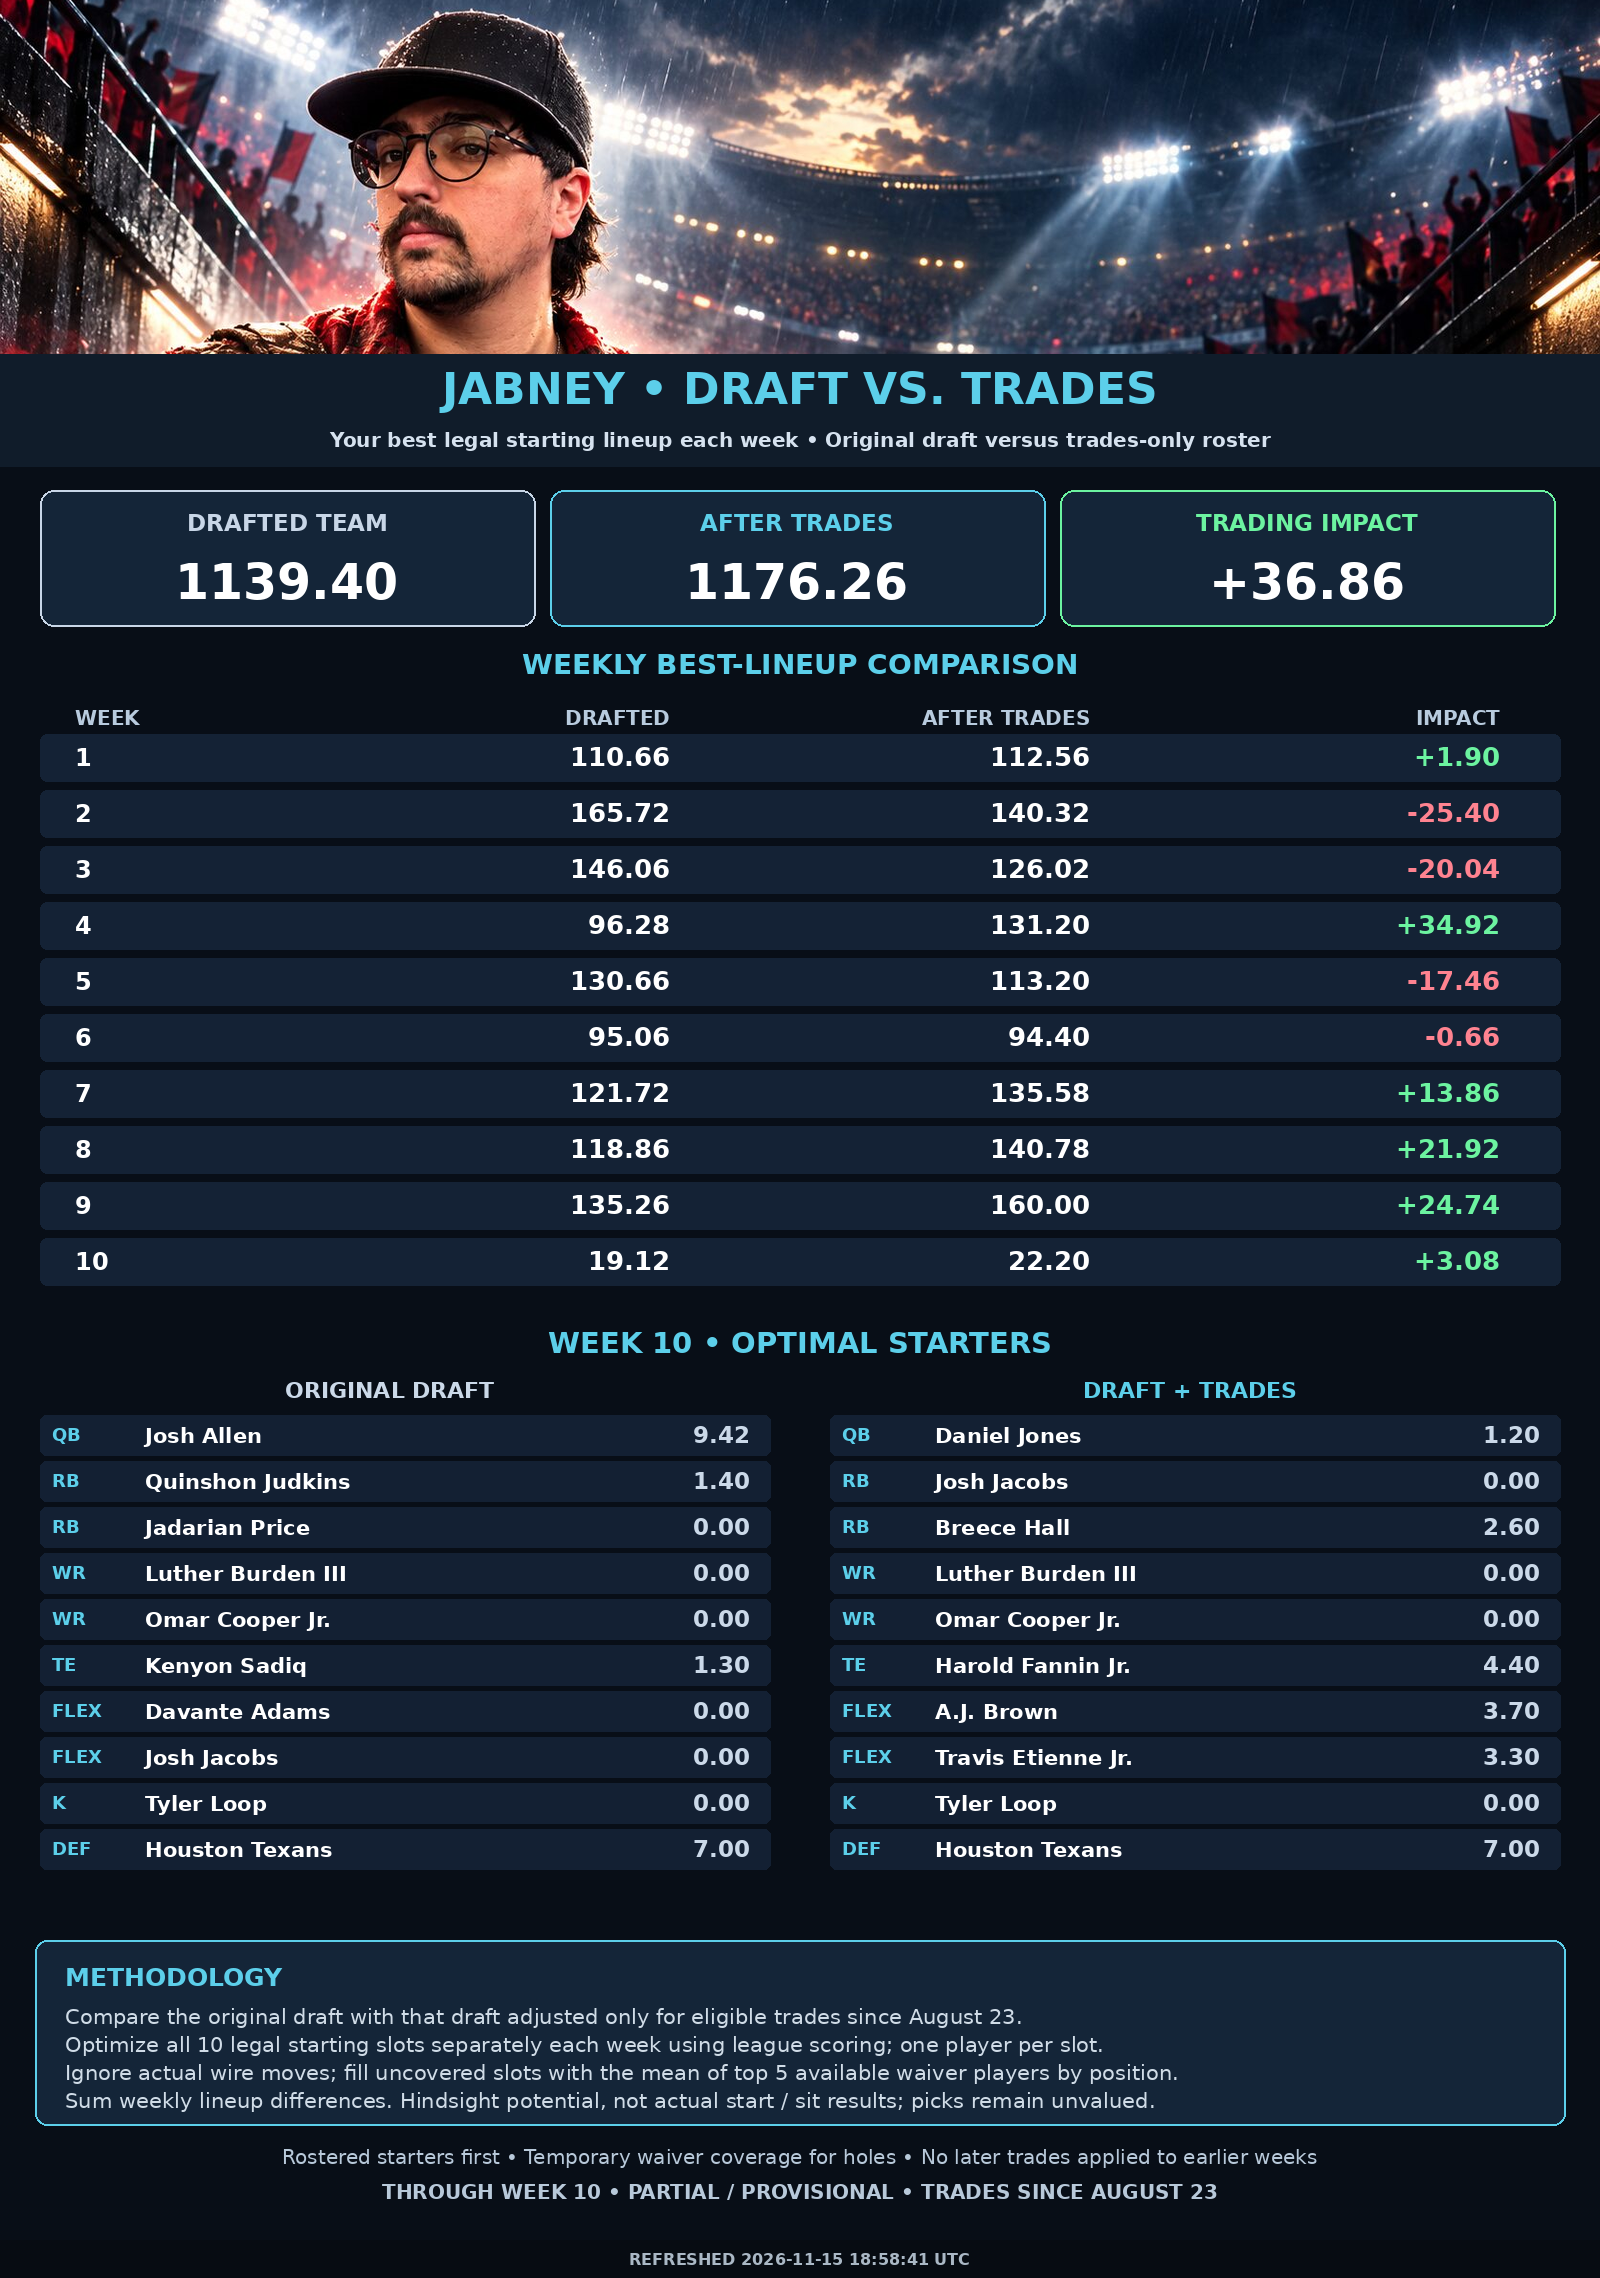 JABNEY • DRAFT VS. TRADES
Your best legal starting lineup each week • Original draft versus trades-only roster
DRAFTED TEAM AFTER TRADES TRADING IMPACT
1139.40 1176.26 +36.86
WEEKLY BEST-LINEUP COMPARISON
WEEK DRAFTED AFTER TRADES IMPACT
1 110.66 112.56 +1.90
2 165.72 140.32 -25.40
3 146.06 126.02 -20.04
4 96.28 131.20 +34.92
5 130.66 113.20 -17.46
6 95.06 94.40 -0.66
7 121.72 135.58 +13.86
8 118.86 140.78 +21.92
9 135.26 160.00 +24.74
10 19.12 22.20 +3.08
WEEK 10 • OPTIMAL STARTERS
ORIGINAL DRAFT
QB Josh Allen 9.42
RB Quinshon Judkins 1.40
RB Jadarian Price 0.00
WR Luther Burden III 0.00
WR Omar Cooper Jr. 0.00
TE Kenyon Sadiq 1.30
FLEX Davante Adams 0.00
FLEX Josh Jacobs 0.00
K Tyler Loop 0.00
DEF Houston Texans 7.00
DRAFT + TRADES
QB Daniel Jones 1.20
RB Josh Jacobs 0.00
RB Breece Hall 2.60
WR Luther Burden III 0.00
WR Omar Cooper Jr. 0.00
TE Harold Fannin Jr. 4.40
FLEX A.J. Brown 3.70
FLEX Travis Etienne Jr. 3.30
K Tyler Loop 0.00
DEF Houston Texans 7.00
METHODOLOGY
Compare the original draft with that draft adjusted only for eligible trades since August 23.
Optimize all 10 legal starting slots separately each week using league scoring; one player per slot.
Ignore actual wire moves; fill uncovered slots with the mean of top 5 available waiver players by position.
Sum weekly lineup differences. Hindsight potential, not actual start / sit results; picks remain unvalued.
Rostered starters first • Temporary waiver coverage for holes • No later trades applied to earlier weeks
THROUGH WEEK 10 • PARTIAL / PROVISIONAL • TRADES SINCE AUGUST 23
REFRESHED 2026-11-15 18:58:41 UTC